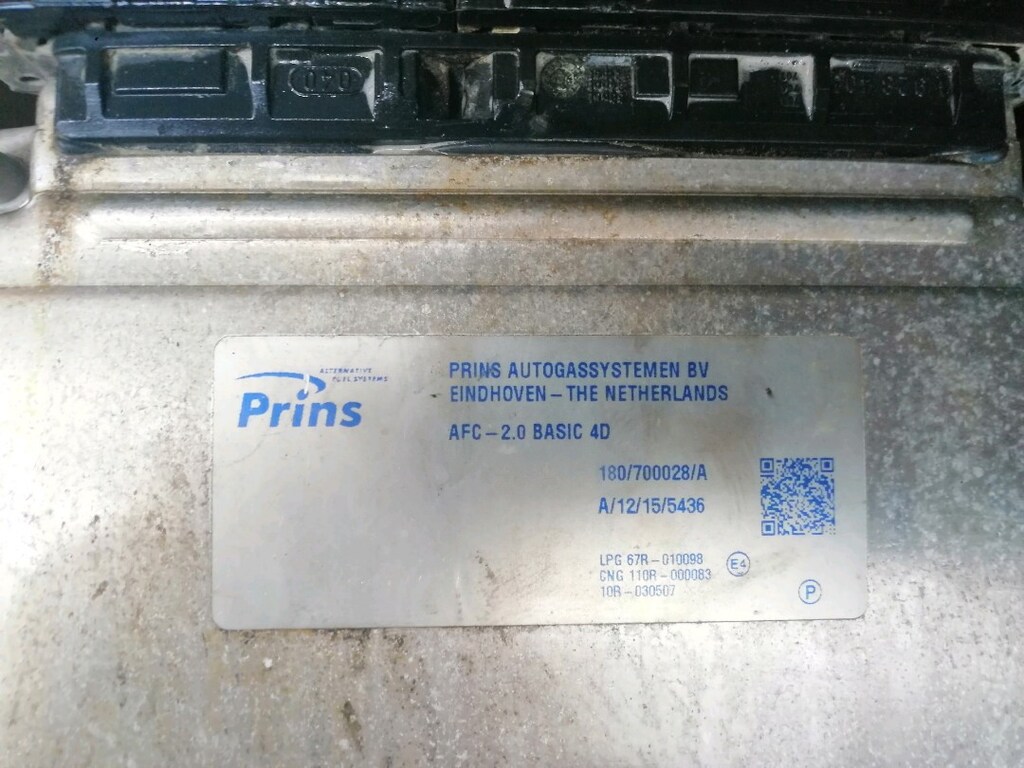 040
ALTERNATIVE
FUEL SYSTEMS
Prins
PRINS AUTOGASSYSTEMEN BV
EINDHOVEN – THE NETHERLANDS
AFC – 2.0 BASIC 4D
180/700028/A
A/12/15/5436
LPG 67R – 010098
CNG 110R – 000083
10R – 030507
E4
P